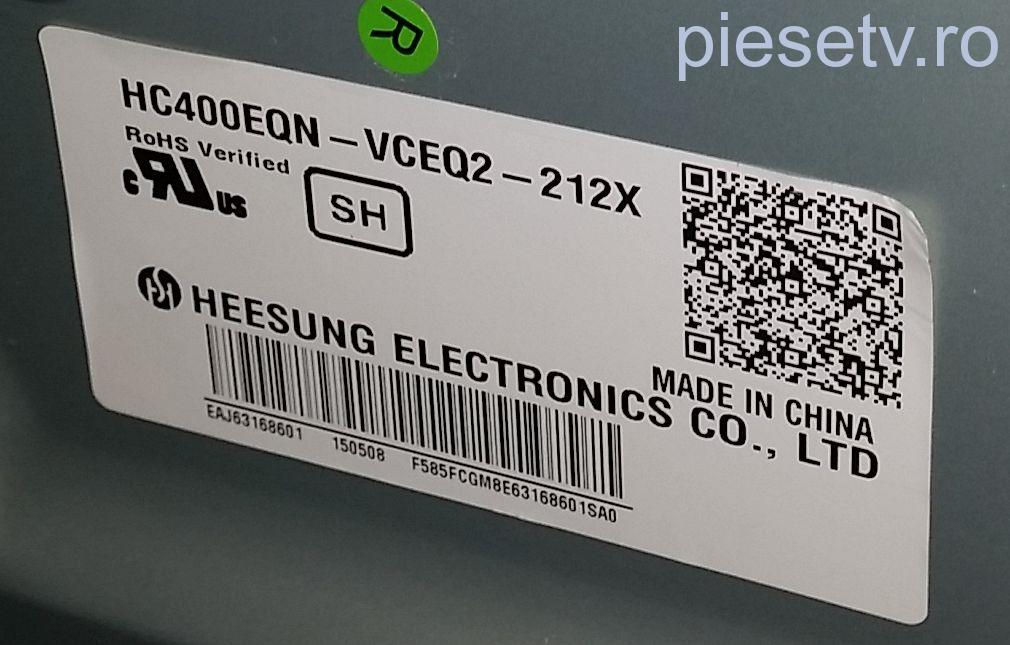 R
piesetv.ro
HC400EQN-VCEQ2-212X
RoHS Verified
c RU US
SH
MADE IN CHINA
HEESUNG ELECTRONICS CO., LTD
EAJ63168601 150508 F585FCGM8E63168601SA0